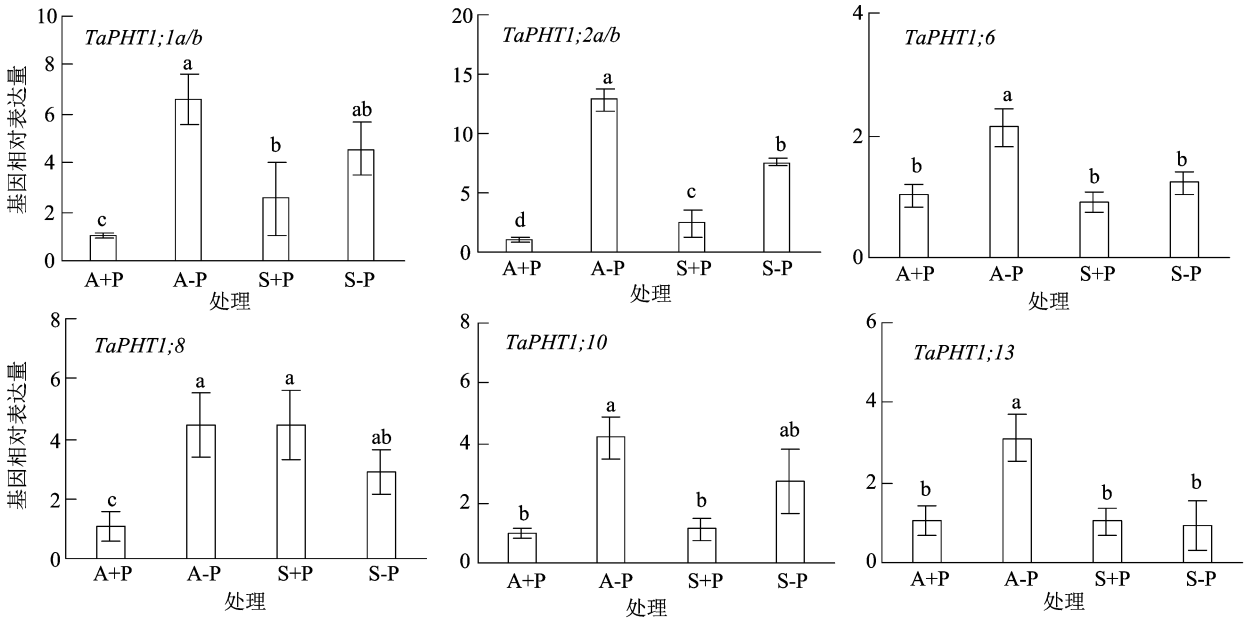 TaPHT1;1a/b
基因相对表达量
10
8
6
4
2
0
c
a
b
ab
A+P
A-P
S+P
S-P
处理
TaPHT1;2a/b
20
15
10
5
0
d
a
c
b
A+P
A-P
S+P
S-P
处理
TaPHT1;6
4
2
0
b
a
b
b
A+P
A-P
S+P
S-P
处理
TaPHT1;8
基因相对表达量
8
6
4
2
0
c
a
a
ab
A+P
A-P
S+P
S-P
处理
TaPHT1;10
8
6
4
2
0
b
a
b
ab
A+P
A-P
S+P
S-P
处理
TaPHT1;13
6
4
2
0
b
a
b
b
A+P
A-P
S+P
S-P
处理